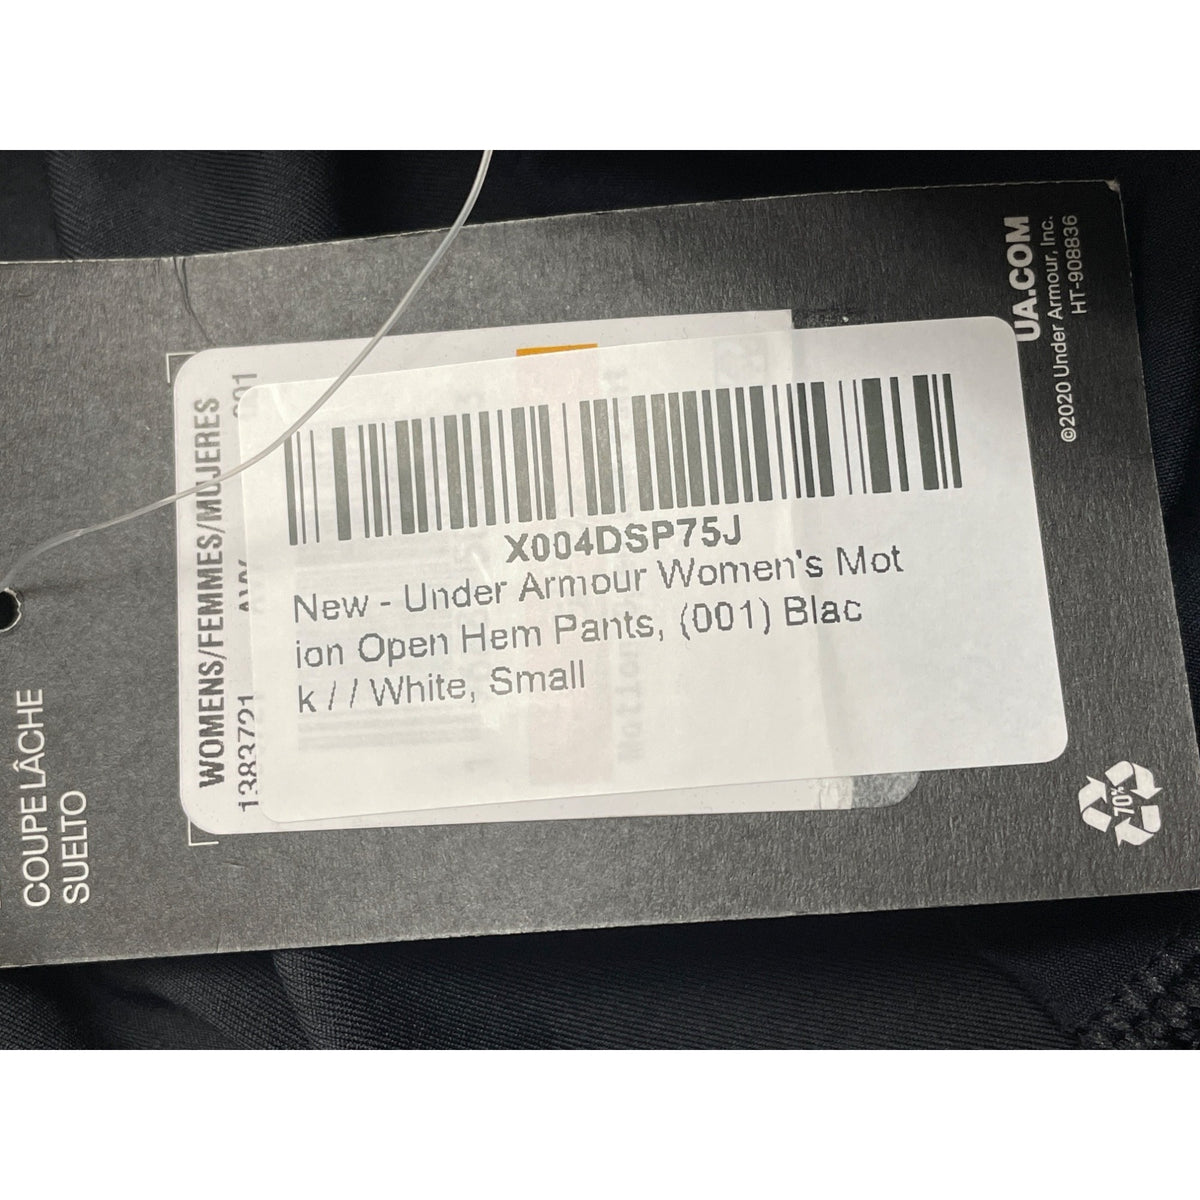 X004DSP75J
New - Under Armour Women's Mot
ion Open Hem Pants, (001) Blac
k / / White, Small
WOMENS/FEMMES/MUJERES
1383721
COUPE LÂCHE
SUELTO
UA.COM
©2020 Under Armour, Inc.
HT-908836
70%